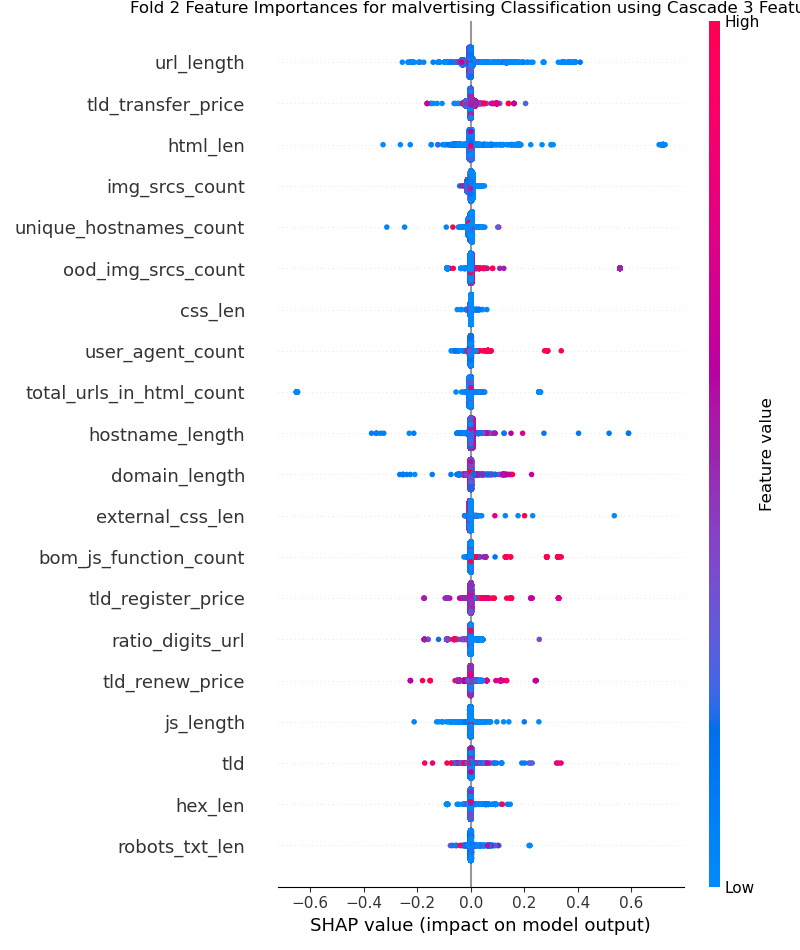 Fold 2 Feature Importances for malvertising Classification using Cascade 3 Featu
High
url_length
tld_transfer_price
html_len
img_srcs_count
unique_hostnames_count
ood_img_srcs_count
css_len
user_agent_count
total_urls_in_html_count
hostname_length
domain_length
external_css_len
bom_js_function_count
tld_register_price
ratio_digits_url
tld_renew_price
js_length
tld
hex_len
robots_txt_len
Feature value
Low
−0.6 −0.4 −0.2 0.0 0.2 0.4 0.6
SHAP value (impact on model output)